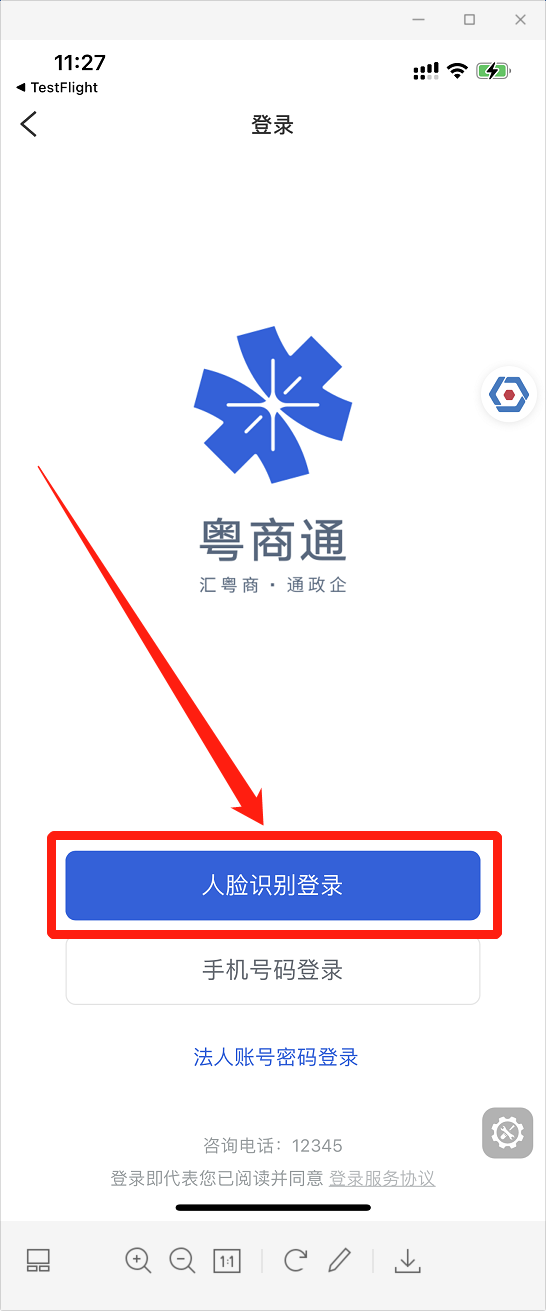 11:27
◀ TestFlight
登录
粤商通
汇粤商·通政企
人脸识别登录
手机号码登录
法人账号密码登录
咨询电话：12345
登录即代表您已阅读并同意 登录服务协议
1:1